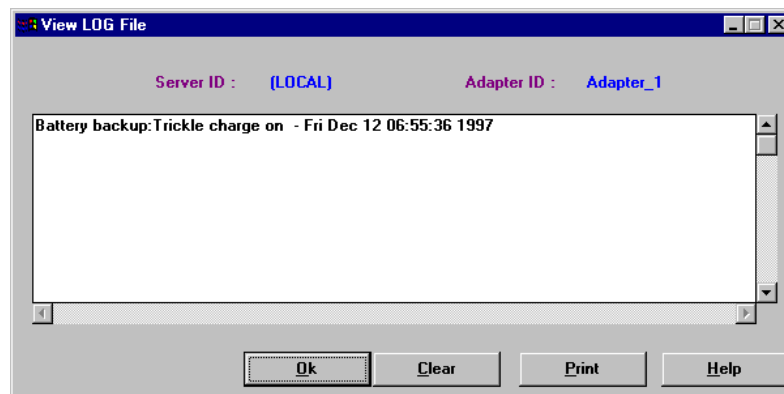 View LOG File
Server ID : (LOCAL) Adapter ID : Adapter_1
Battery backup:Trickle charge on - Fri Dec 12 06:55:36 1997
Ok Clear Print Help